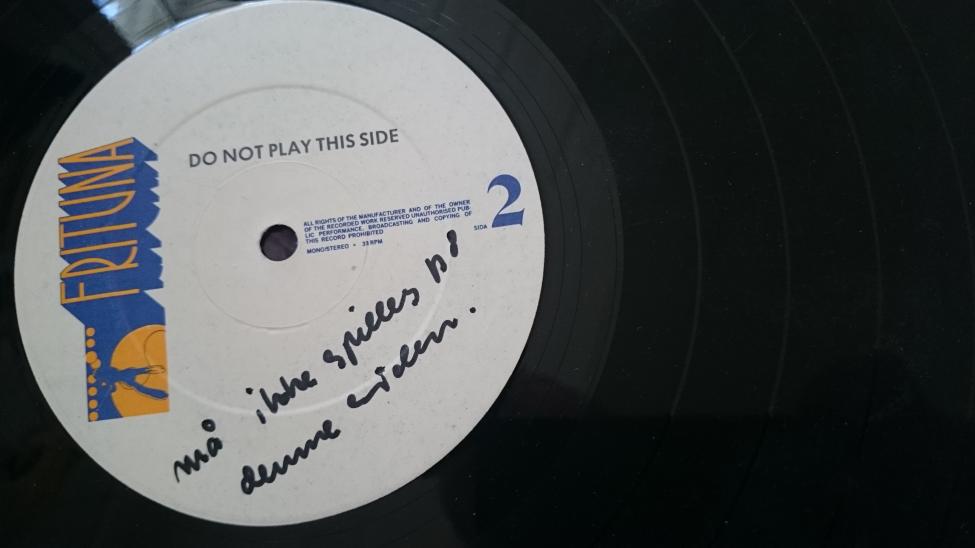 FRITUNA
DO NOT PLAY THIS SIDE
ALL RIGHTS OF THE MANUFACTURER AND OF THE OWNER
OF THE RECORDED WORK RESERVED UNAUTHORISED PUB-
LIC PERFORMANCE, BROADCASTING AND COPYING OF
THIS RECORD PROHIBITED
MONO/STEREO • 33 RPM
SIDA 2
må ikke spilles på
denne siden.